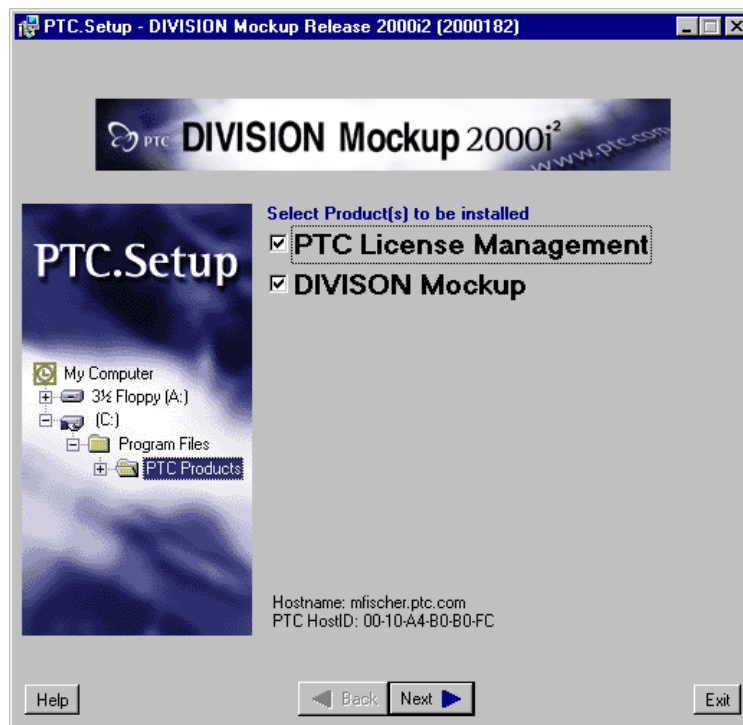 PTC.Setup - DIVISION Mockup Release 2000i2 (2000182)
PTC DIVISION Mockup 2000i²
www.ptc.com
Select Product(s) to be installed
PTC License Management
DIVISON Mockup
PTC.Setup
My Computer
3½ Floppy (A:)
(C:)
Program Files
PTC Products
Hostname: mfischer.ptc.com
PTC HostID: 00-10-A4-B0-B0-FC
Help
Back
Next
Exit